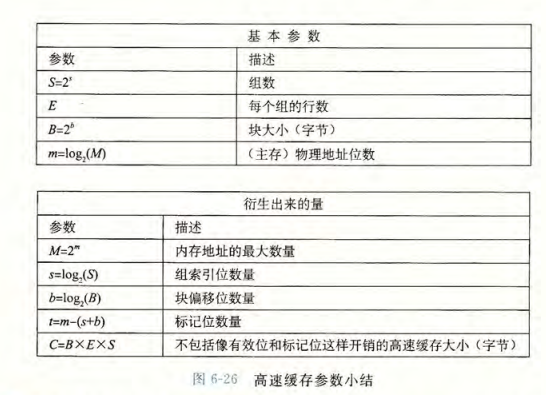 基本参数
参数 描述
S=2^s 组数
E 每个组的行数
B=2^b 块大小（字节）
m=log₂(M) （主存）物理地址位数
衍生出来的量
参数 描述
M=2^m 内存地址的最大数量
s=log₂(S) 组索引位数量
b=log₂(B) 块偏移位数量
t=m-(s+b) 标记位数量
C=B×E×S 不包括像有效位和标记位这样开销的高速缓存大小（字节）
图 6-26 高速缓存参数小结